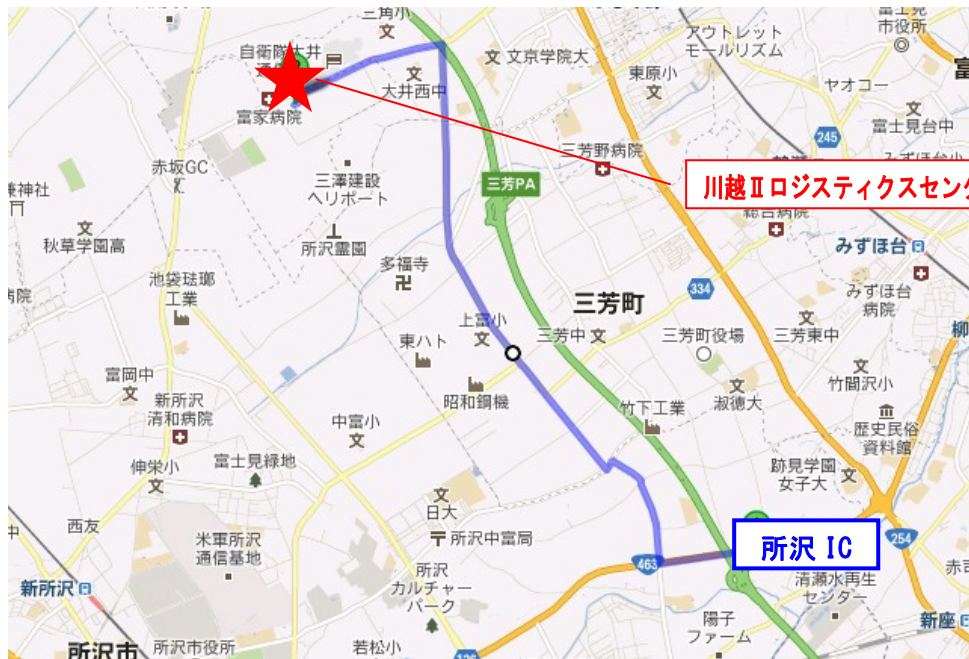 三角小
自衛隊大井
文京学院大
アウトレット
モールリズム
市役所
大井西中
東原小
ヤオコー
富
富家病院
富士見台中
245
三芳野病院
赤坂GC
三澤建設
ヘリポート
三芳PA
川越Ⅱロジスティクスセンタ
神社
総合病院
秋草学園高
所沢霊園
みずほ台
多福寺
池袋琺瑯
工業
334
みずほ台
病院
病院
三芳町
上富小
三芳中
三芳町役場
三芳東中
柳
東ハト
富岡中
竹間沢小
新所沢
清和病院
昭和鋼機
淑徳大
竹下工業
中富小
歴史民俗
資料館
伸栄小
富士見緑地
跡見学園
女子大
日大
西友
米軍所沢
通信基地
所沢中富局
所沢 IC
254
463
新所沢
所沢
カルチャー
パーク
清瀬水再生
センター
赤
新座
陽子
ファーム
所沢市
所沢市役所
若松小